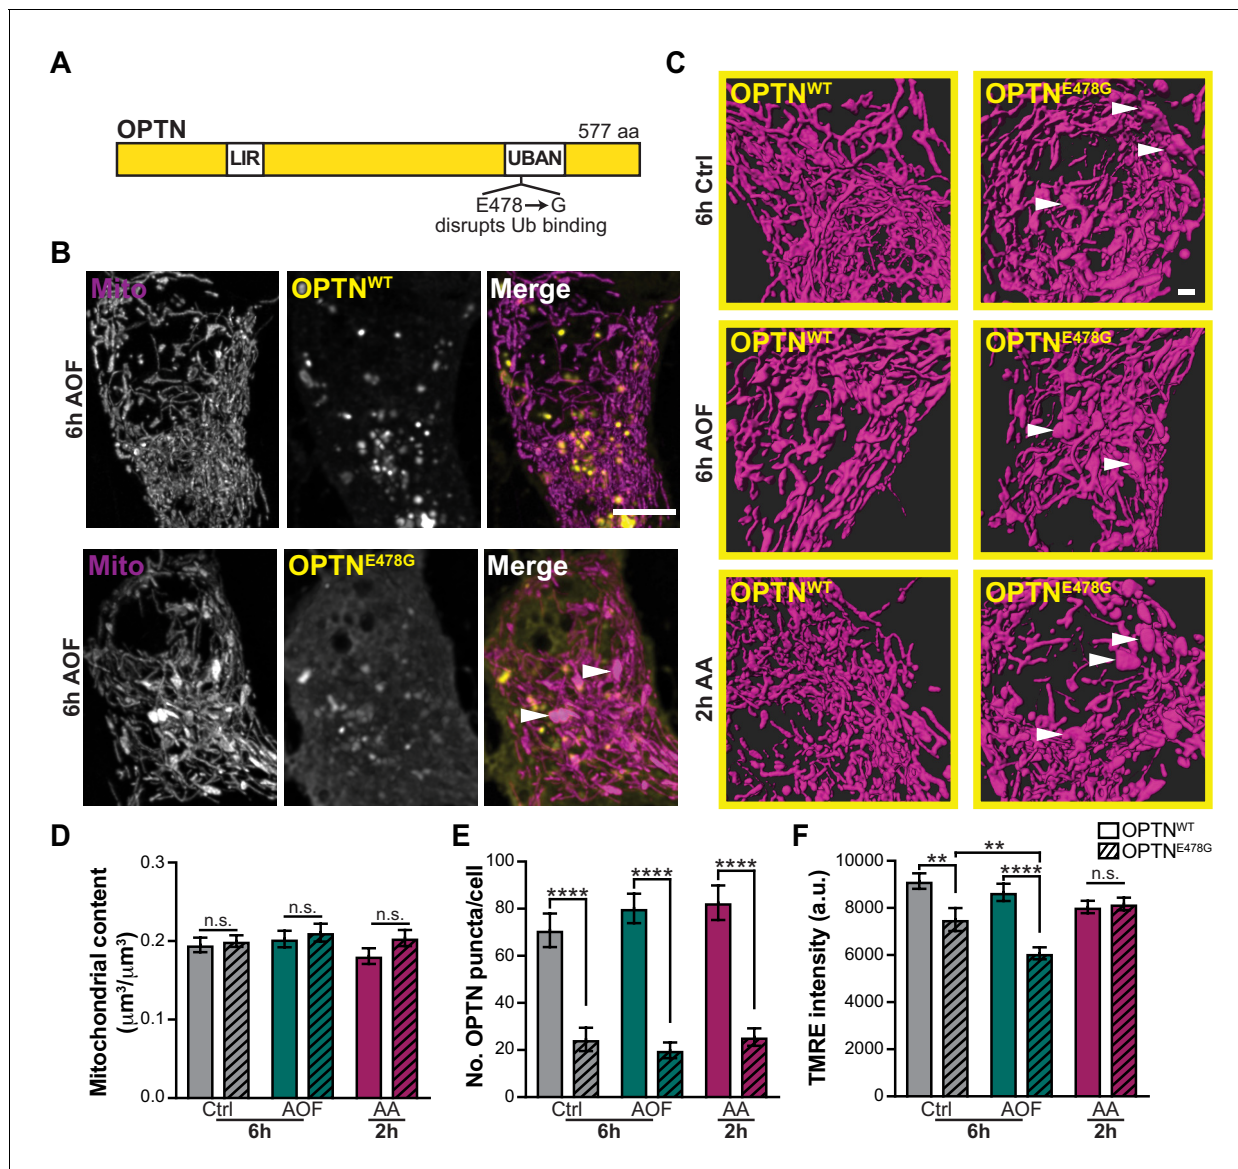 A
OPTN
577 aa
LIR
UBAN
E478→G
disrupts Ub binding
B
6h AOF
Mito
OPTNWT
Merge
6h AOF
Mito
OPTNE478G
Merge
C
6h Ctrl
OPTNWT
OPTNE478G
6h AOF
OPTNWT
OPTNE478G
2h AA
OPTNWT
OPTNE478G
D
Mitochondrial content
(µm3/µm3)
0.3
0.2
0.1
0.0
n.s.
n.s.
n.s.
Ctrl
AOF
AA
6h
2h
E
No. OPTN puncta/cell
100
80
60
40
20
0
****
****
****
Ctrl
AOF
AA
6h
2h
F
OPTNWT
OPTNE478G
TMRE intensity (a.u.)
10000
8000
6000
4000
2000
0
**
**
****
n.s.
Ctrl
AOF
AA
6h
2h